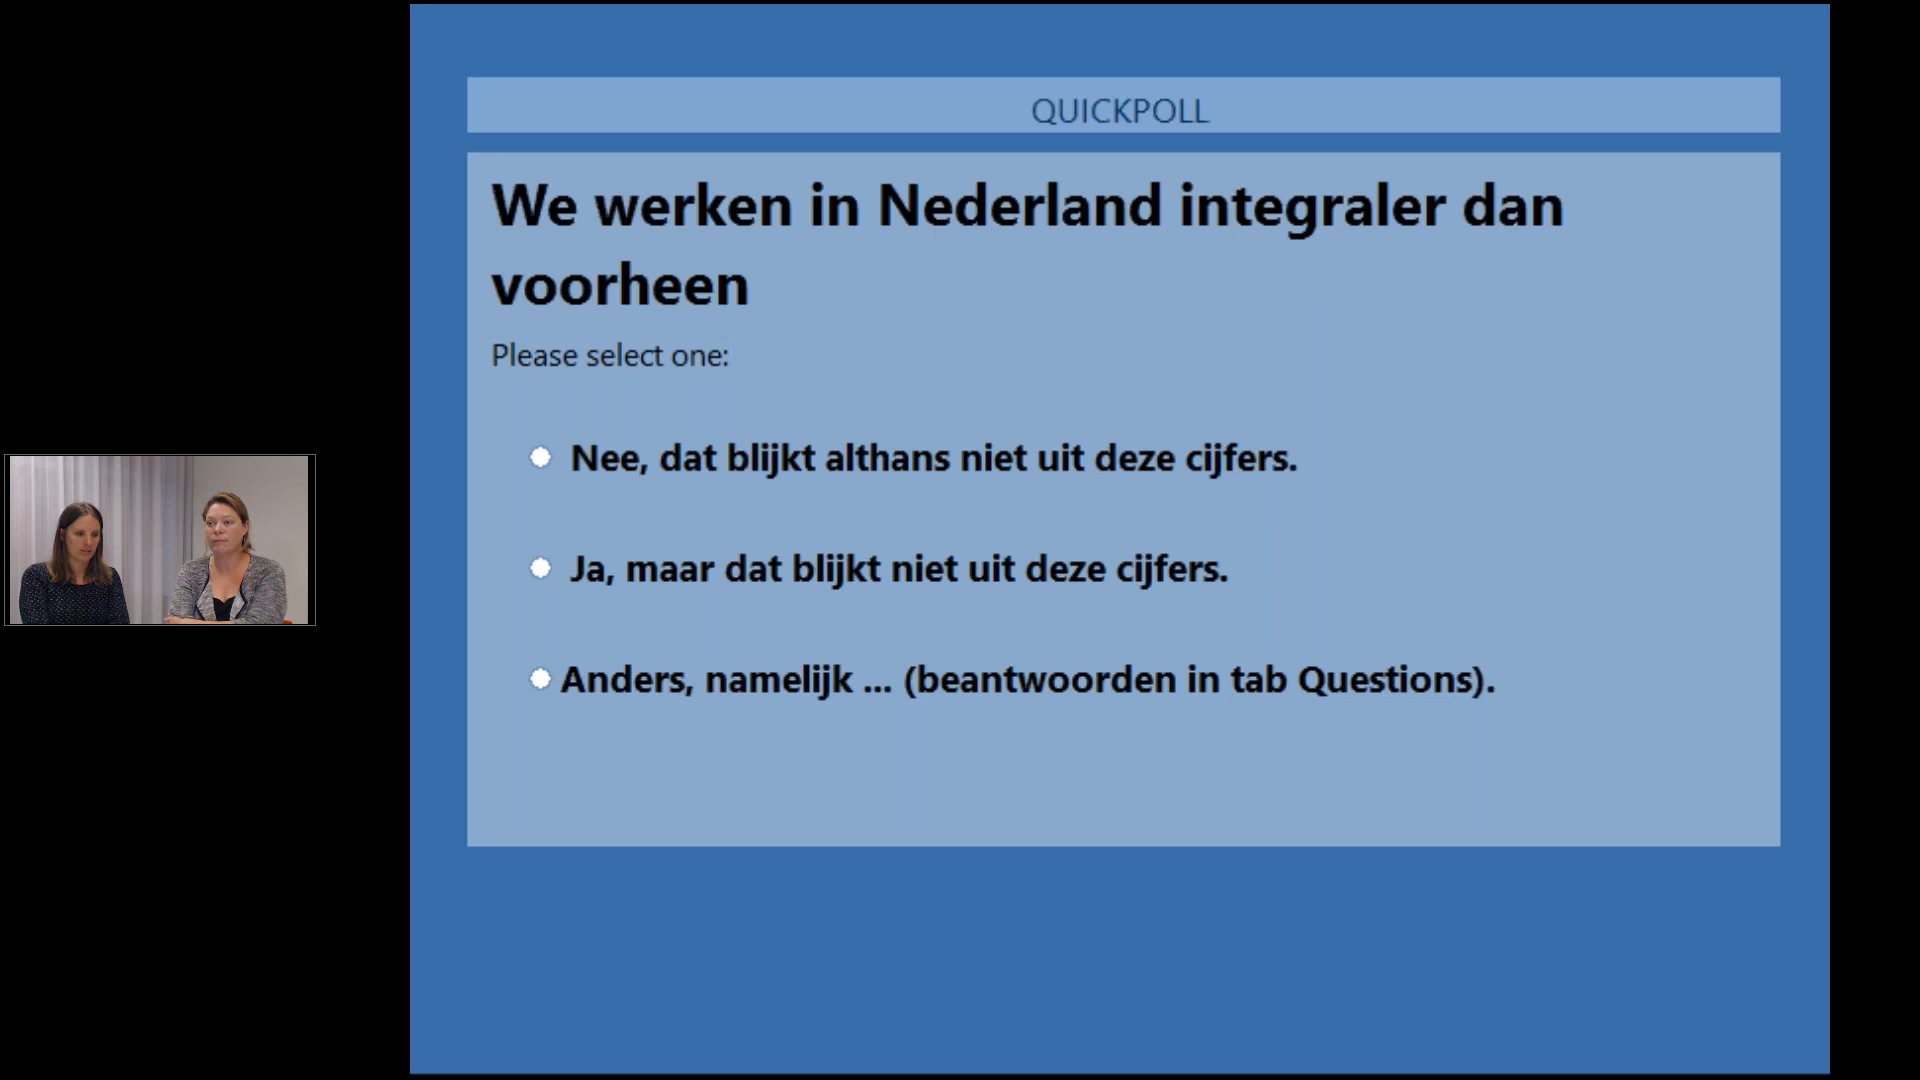 QUICKPOLL
We werken in Nederland integraler dan
voorheen
Please select one:
Nee, dat blijkt althans niet uit deze cijfers.
Ja, maar dat blijkt niet uit deze cijfers.
Anders, namelijk ... (beantwoorden in tab Questions).